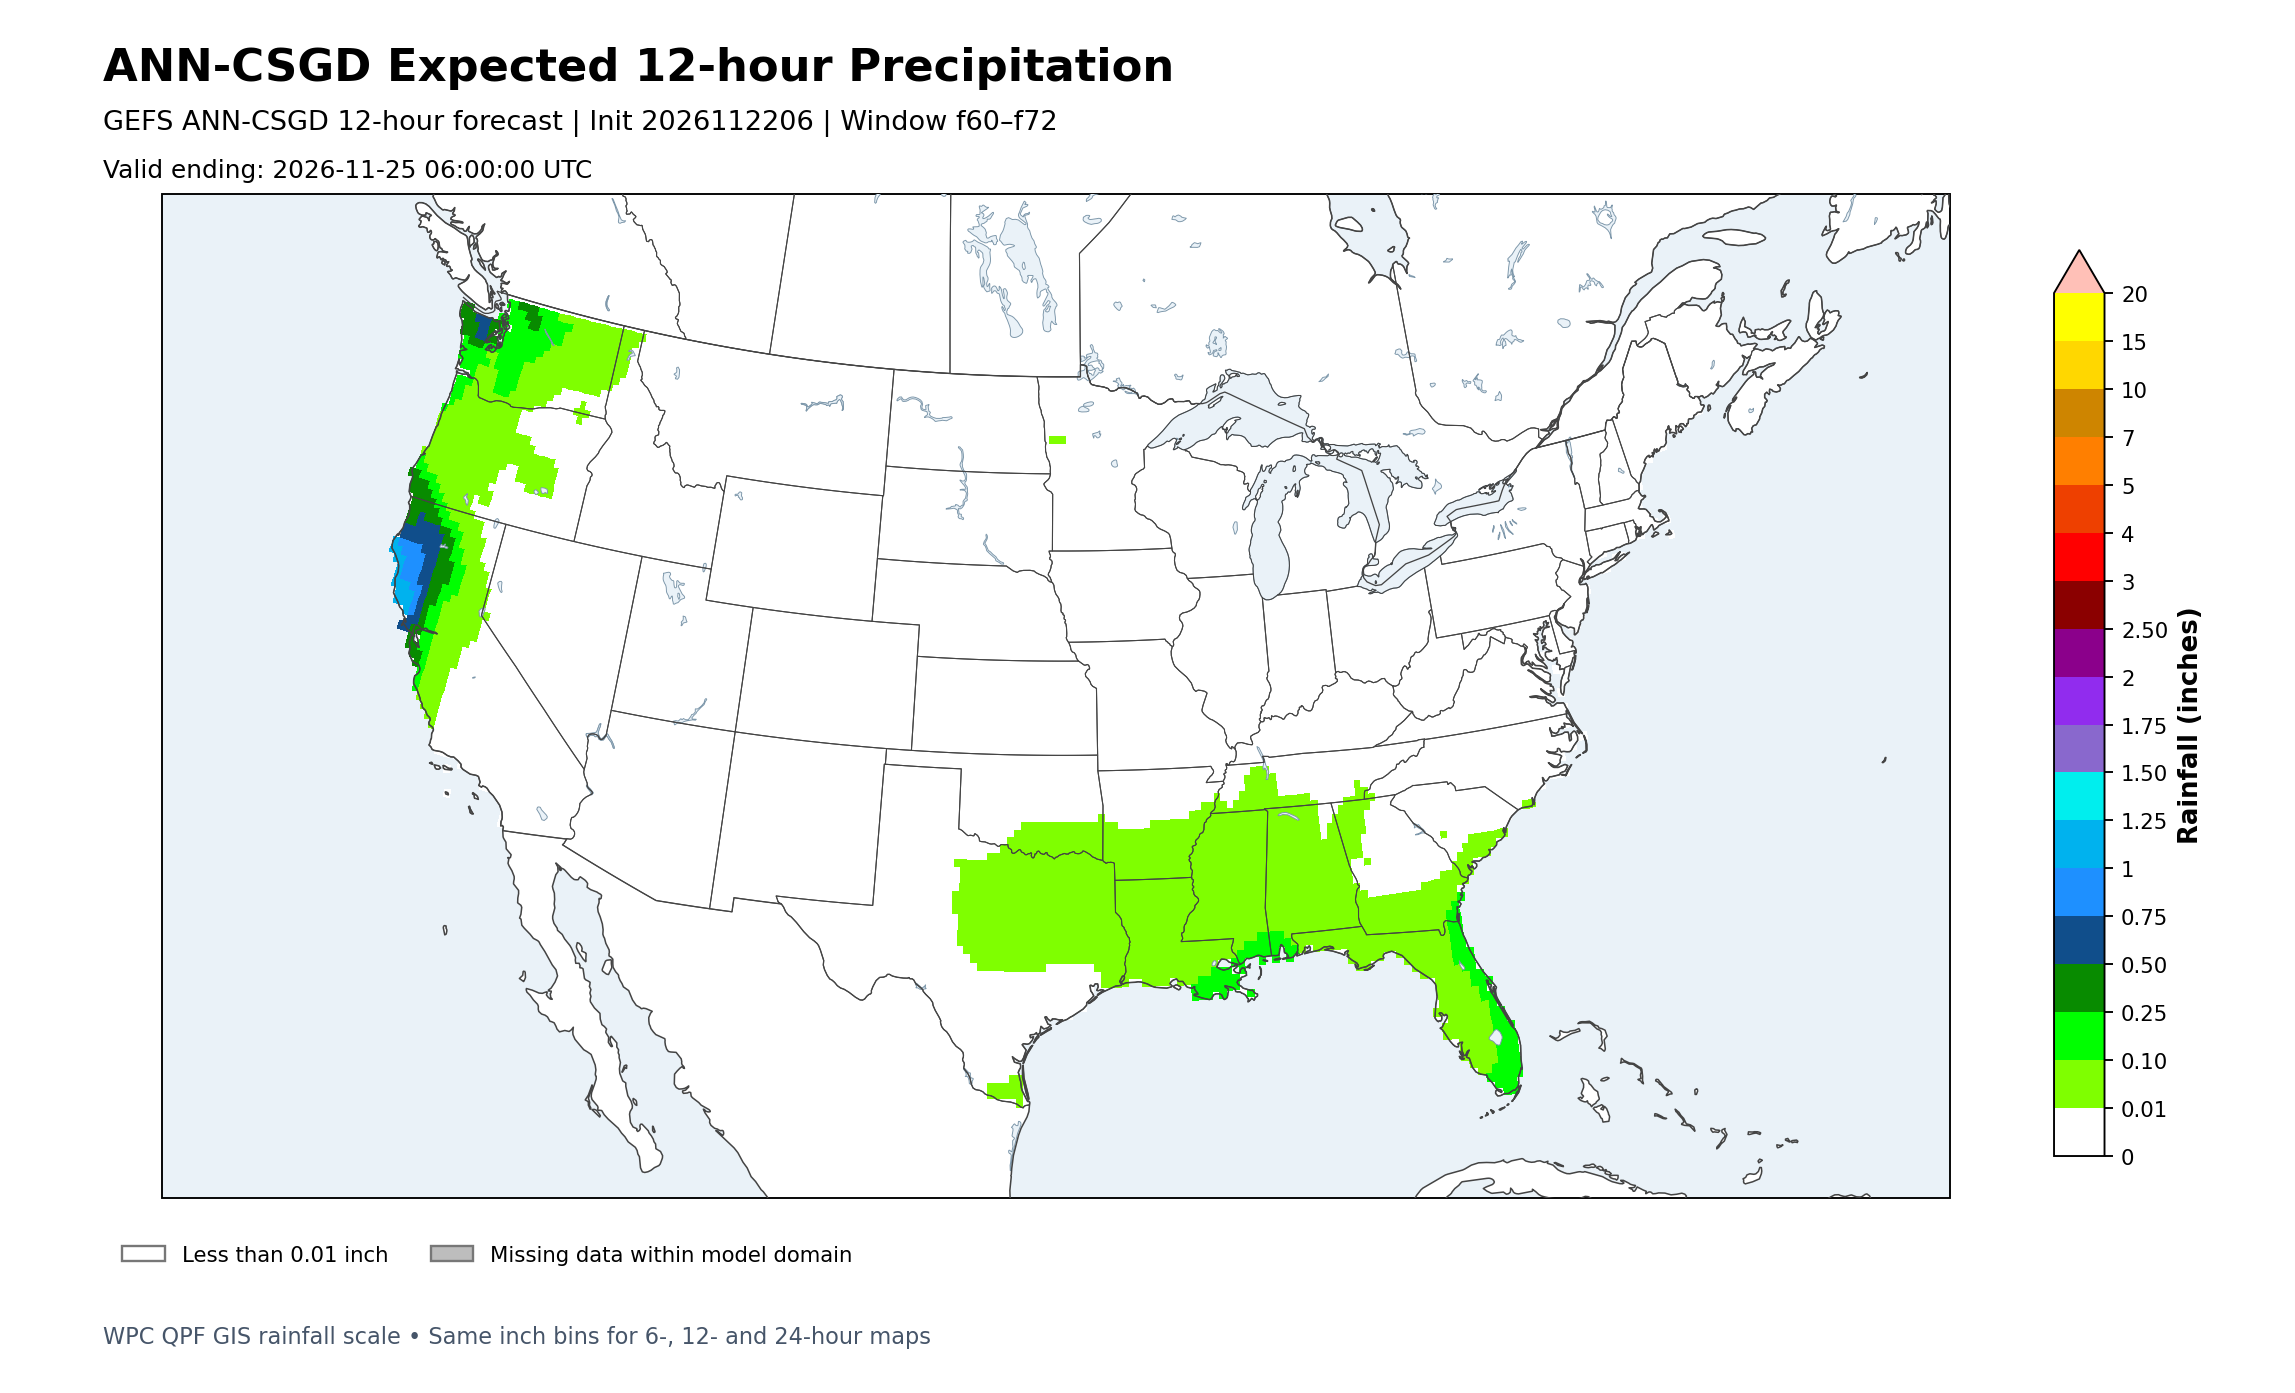 ANN-CSGD Expected 12-hour Precipitation
GEFS ANN-CSGD 12-hour forecast | Init 2026112206 | Window f60–f72
Valid ending: 2026-11-25 06:00:00 UTC
20
15
10
7
5
4
3
2.50
2
1.75
1.50
1.25
1
0.75
0.50
0.25
0.10
0.01
0
Rainfall (inches)
Less than 0.01 inch
Missing data within model domain
WPC QPF GIS rainfall scale • Same inch bins for 6-, 12- and 24-hour maps